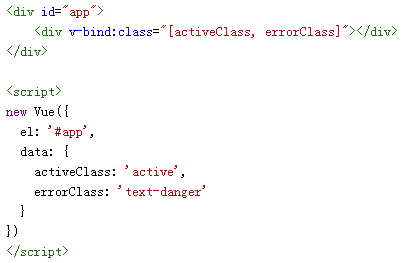 <div id="app">
    <div v-bind:class="[activeClass, errorClass]"></div>
</div>

<script>
new Vue({
  el: '#app',
  data: {
    activeClass: 'active',
    errorClass: 'text-danger'
  }
})
</script>